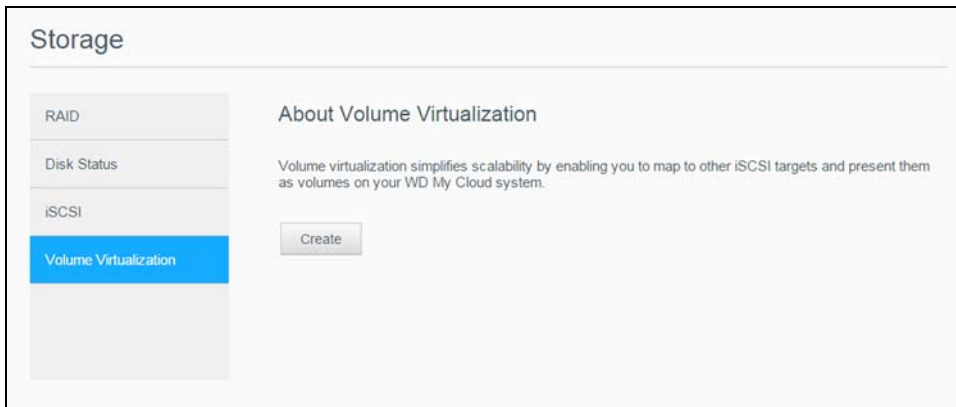 Storage
RAID
Disk Status
iSCSI
Volume Virtualization
About Volume Virtualization
Volume virtualization simplifies scalability by enabling you to map to other iSCSI targets and present them
as volumes on your WD My Cloud system.
Create